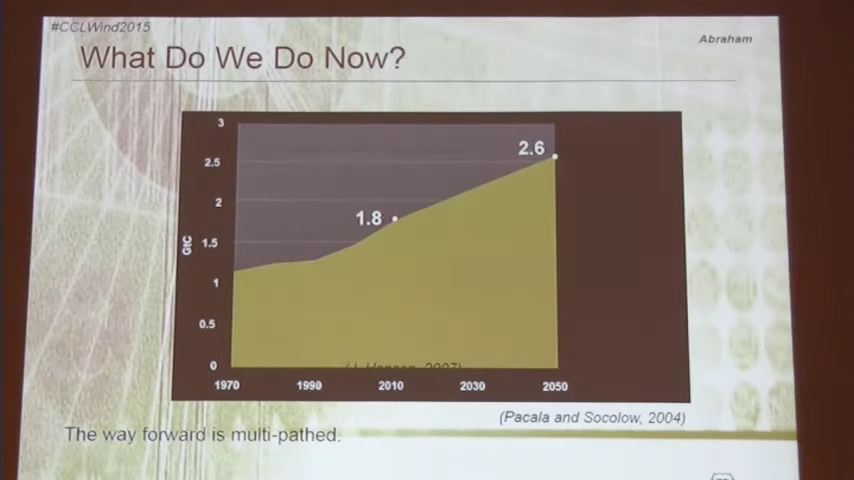 #CCLWind2015
Abraham
What Do We Do Now?
3
2.5
2
1.5
1
0.5
0
GtC
2.6
1.8
1970 1990 2010 2030 2050
(Pacala and Socolow, 2004)
The way forward is multi-pathed.